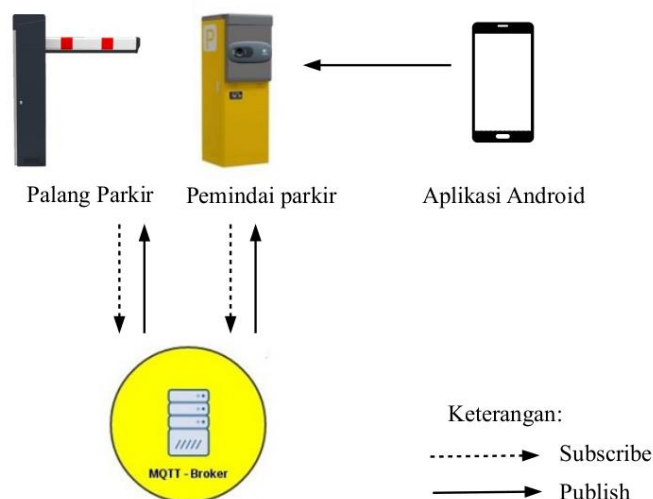 P
Palang Parkir
Pemindai parkir
Aplikasi Android
MQTT - Broker
Keterangan:
Subscribe
Publish